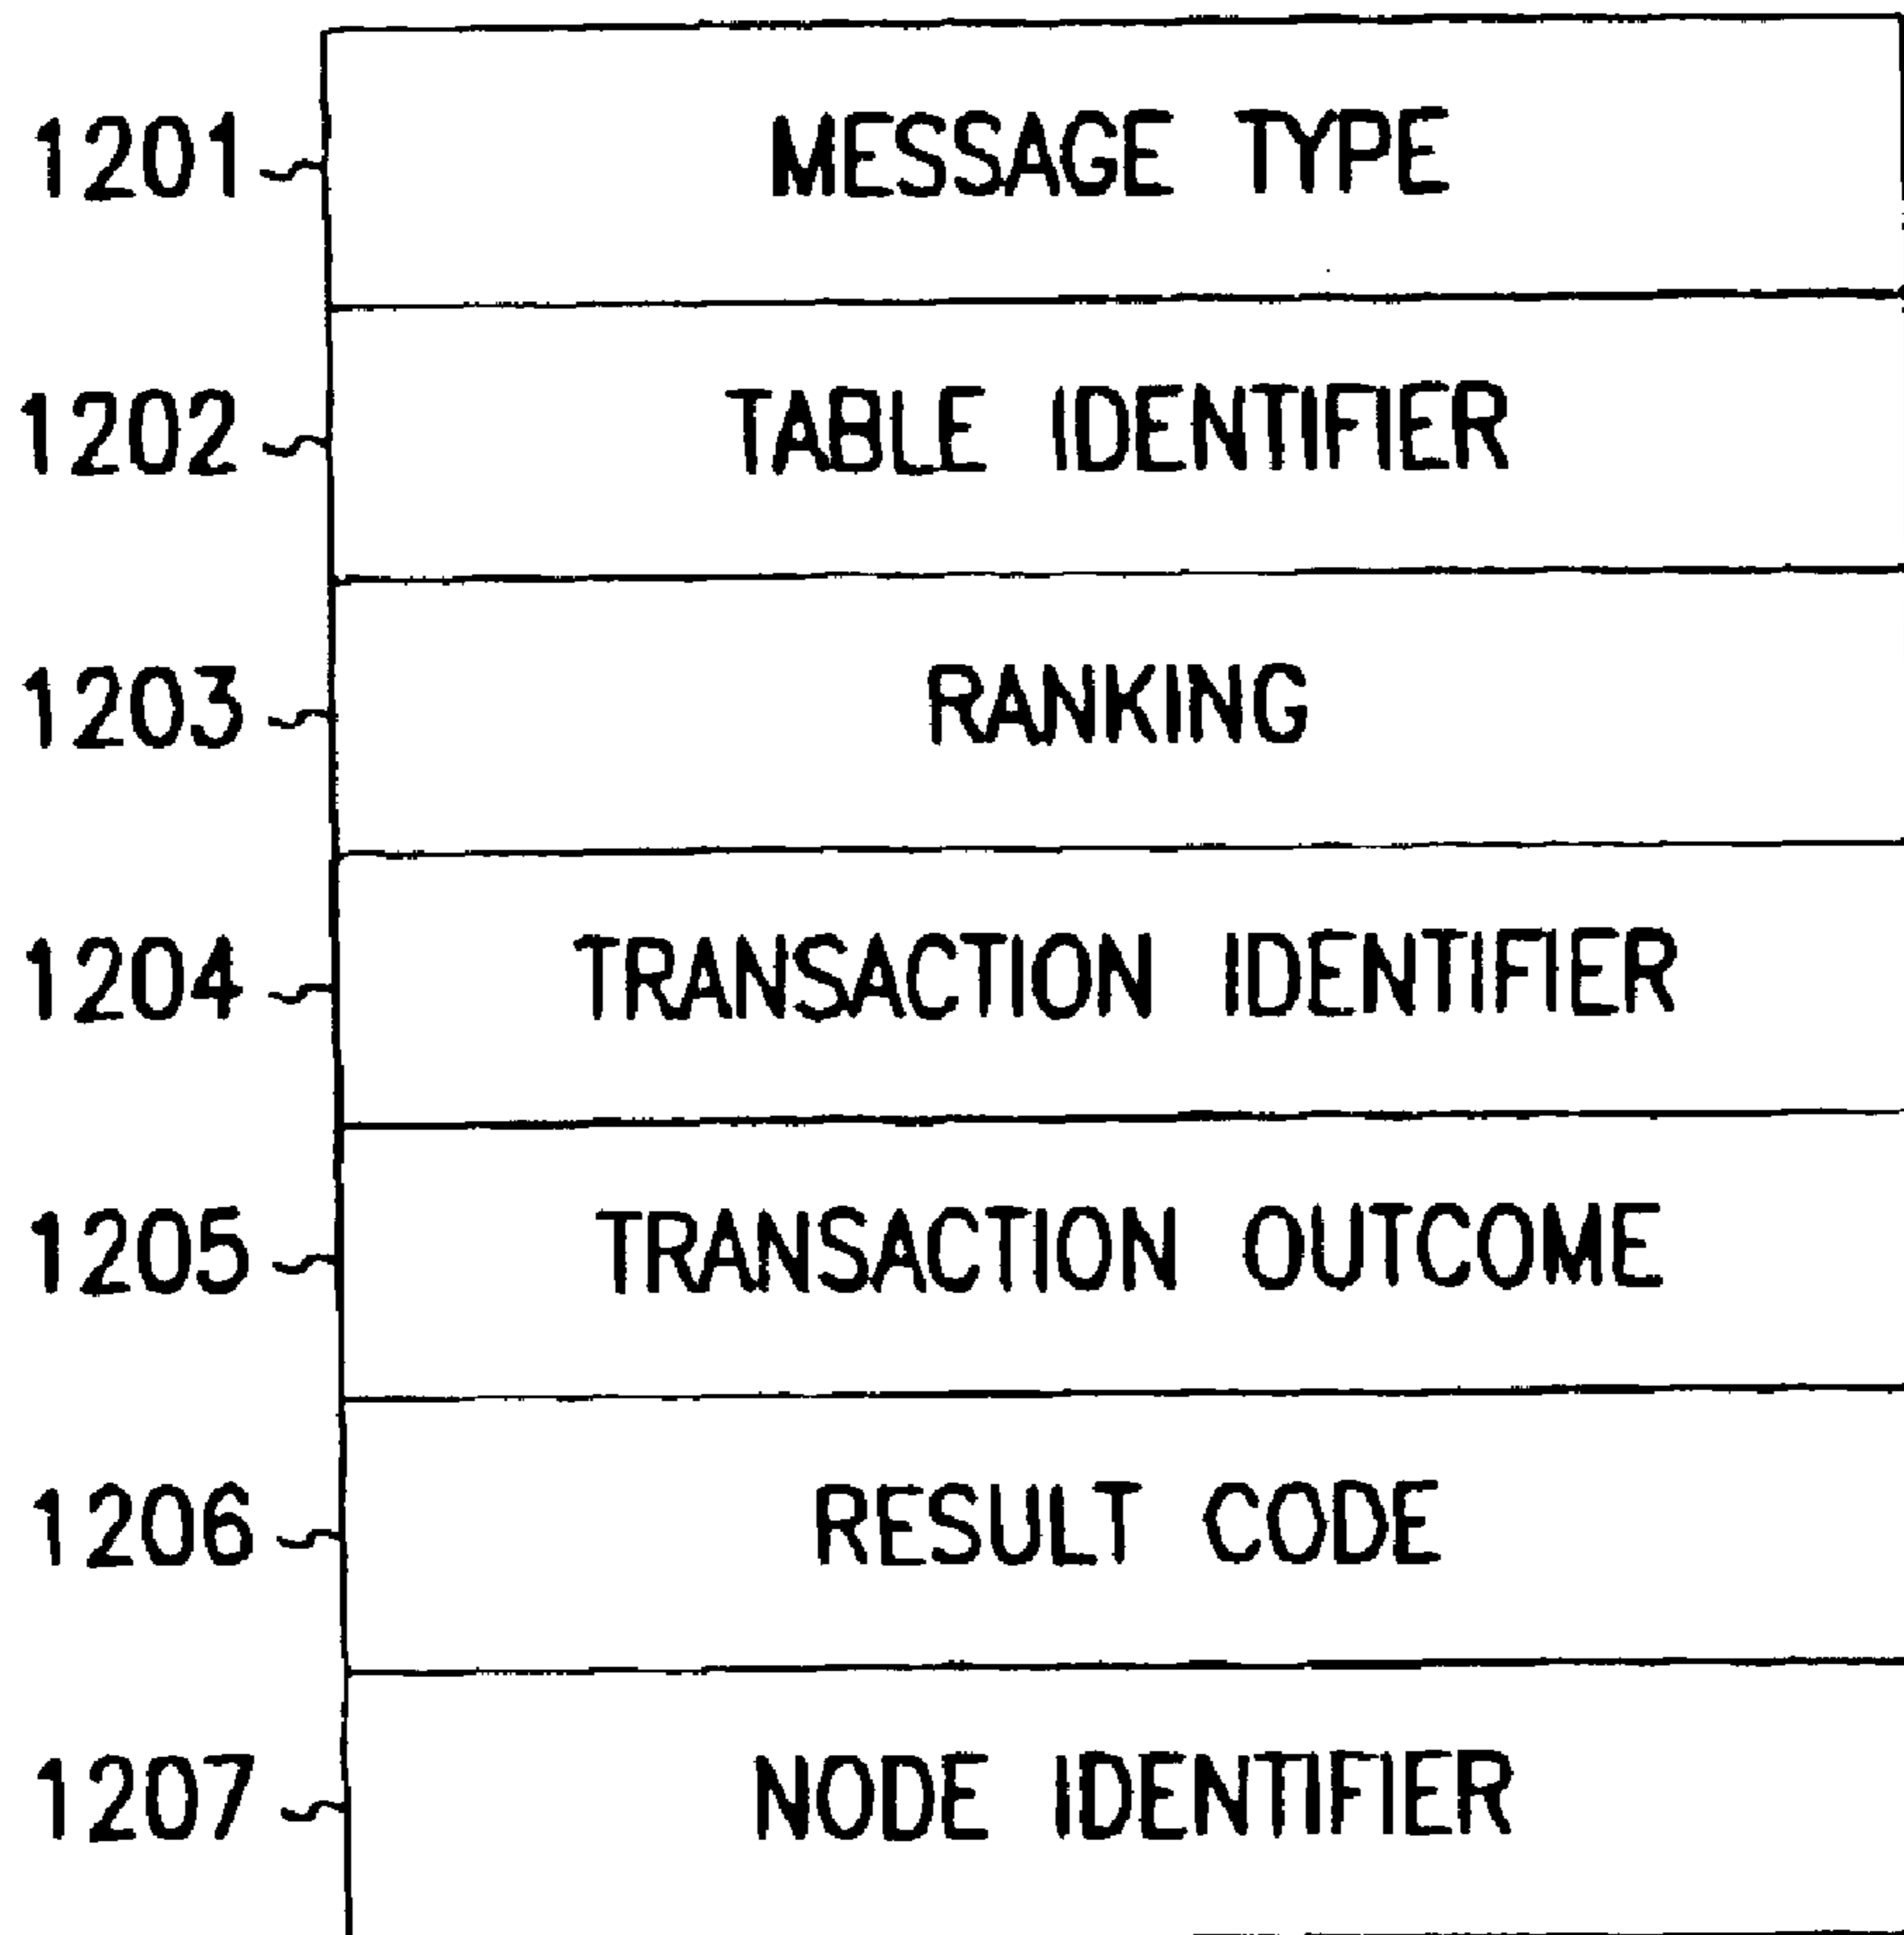 1201 MESSAGE TYPE
1202 TABLE IDENTIFIER
1203 RANKING
1204 TRANSACTION IDENTIFIER
1205 TRANSACTION OUTCOME
1206 RESULT CODE
1207 NODE IDENTIFIER